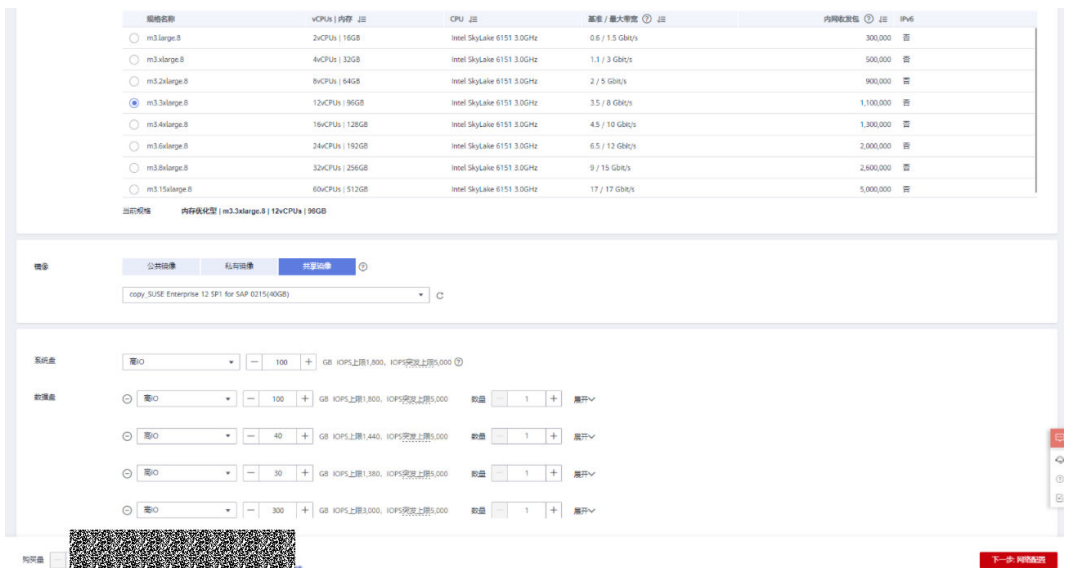 规格名称 vCPUs | 内存 CPU 基准 / 最大带宽 内网收发包 IPv6
m3.large.8 2vCPUs | 16GB Intel SkyLake 6151 3.0GHz 0.6 / 1.5 Gbit/s 300,000 否
m3.xlarge.8 4vCPUs | 32GB Intel SkyLake 6151 3.0GHz 1.1 / 3 Gbit/s 500,000 否
m3.2xlarge.8 8vCPUs | 64GB Intel SkyLake 6151 3.0GHz 2 / 5 Gbit/s 900,000 否
m3.3xlarge.8 12vCPUs | 96GB Intel SkyLake 6151 3.0GHz 3.5 / 8 Gbit/s 1,100,000 否
m3.4xlarge.8 16vCPUs | 128GB Intel SkyLake 6151 3.0GHz 4.5 / 10 Gbit/s 1,300,000 否
m3.6xlarge.8 24vCPUs | 192GB Intel SkyLake 6151 3.0GHz 6.5 / 12 Gbit/s 2,000,000 否
m3.8xlarge.8 32vCPUs | 256GB Intel SkyLake 6151 3.0GHz 9 / 15 Gbit/s 2,600,000 否
m3.15xlarge.8 60vCPUs | 512GB Intel SkyLake 6151 3.0GHz 17 / 17 Gbit/s 5,000,000 否
当前规格 内存优化型 | m3.3xlarge.8 | 12vCPUs | 96GB
镜像 公共镜像 私有镜像 共享镜像
copy_SUSE Enterprise 12 SP1 for SAP 0215(40GB)
系统盘 高IO 100 GB IOPS上限1,800, IOPS突发上限5,000
数据盘 高IO 100 GB IOPS上限1,800, IOPS突发上限5,000 数量 1 展开
高IO 40 GB IOPS上限1,440, IOPS突发上限5,000 数量 1 展开
高IO 30 GB IOPS上限1,380, IOPS突发上限5,000 数量 1 展开
高IO 300 GB IOPS上限3,000, IOPS突发上限5,000 数量 1 展开
购买量
下一步: 网络配置